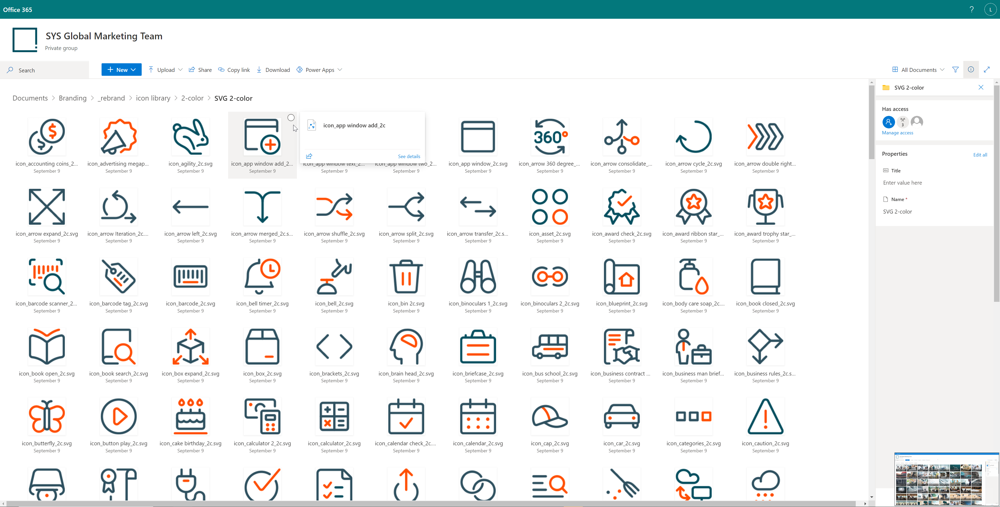 Office 365
? L
SYS Global Marketing Team
Private group
Search
New
Upload
Share
Copy link
Download
Power Apps
All Documents
Documents > Branding > _rebrand > icon library > 2-color > SVG 2-color
icon_app window add_2c
See details
$
$
360°
icon_accounting coins_2... icon_advertising megap... icon_agility_2c.svg icon_app window add_2... icon_app window text_2... icon_app window two_2... icon_app window_2c.svg icon_arrow 360 degree_... icon_arrow consolidate_... icon_arrow cycle_2c.svg icon_arrow double right...
September 9 September 9 September 9 September 9 September 9 September 9 September 9 September 9 September 9 September 9 September 9
icon_arrow expand_2c.svg icon_arrow Iteration_2c.... icon_arrow left_2c.svg icon_arrow merged_2c.s... icon_arrow shuffle_2c.svg icon_arrow split_2c.svg icon_arrow transfer_2c.s... icon_asset_2c.svg icon_award check_2c.svg icon_award ribbon star_... icon_award trophy star_...
September 9 September 9 September 9 September 9 September 9 September 9 September 9 September 9 September 9 September 9 September 9
icon_barcode scanner_2... icon_barcode tag_2c.svg icon_barcode_2c.svg icon_bell timer_2c.svg icon_bell_2c.svg icon_bin 2c.svg icon_binoculars 1_2c.svg icon_binoculars 2_2c.svg icon_blueprint_2c.svg icon_body care soap_2c.... icon_book closed_2c.svg
September 9 September 9 September 9 September 9 September 9 September 9 September 9 September 9 September 9 September 9 September 9
icon_book open_2c.svg icon_book search_2c.svg icon_box expand_2c.svg icon_box_2c.svg icon_brackets_2c.svg icon_brain head_2c.svg icon_briefcase_2c.svg icon_bus school_2c.svg icon_business contract ... icon_business man brief... icon_business rules_2c.s...
September 9 September 9 September 9 September 9 September 9 September 9 September 9 September 9 September 9 September 9 September 9
icon_butterfly_2c.svg icon_button play_2c.svg icon_cake birthday_2c.svg icon_calculator 2_2c.svg icon_calculator_2c.svg icon_calendar check_2c.... icon_calendar_2c.svg icon_cap_2c.svg icon_car_2c.svg icon_categories_2c.svg icon_caution_2c.svg
September 9 September 9 September 9 September 9 September 9 September 9 September 9 September 9 September 9 September 9 September 9
SVG 2-color
Has access
3
Manage access
Properties
Edit all
Abc Title
Enter value here
Name *
SVG 2-color